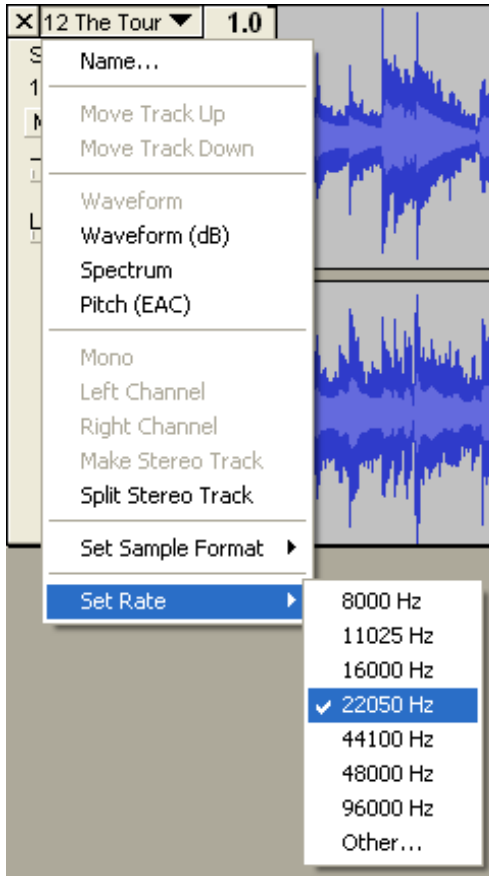 12 The Tour 1.0
S
Name...
1
Move Track Up
Move Track Down
Waveform
L
Waveform (dB)
Spectrum
Pitch (EAC)
Mono
Left Channel
Right Channel
Make Stereo Track
Split Stereo Track
Set Sample Format
Set Rate
8000 Hz
11025 Hz
16000 Hz
22050 Hz
44100 Hz
48000 Hz
96000 Hz
Other...